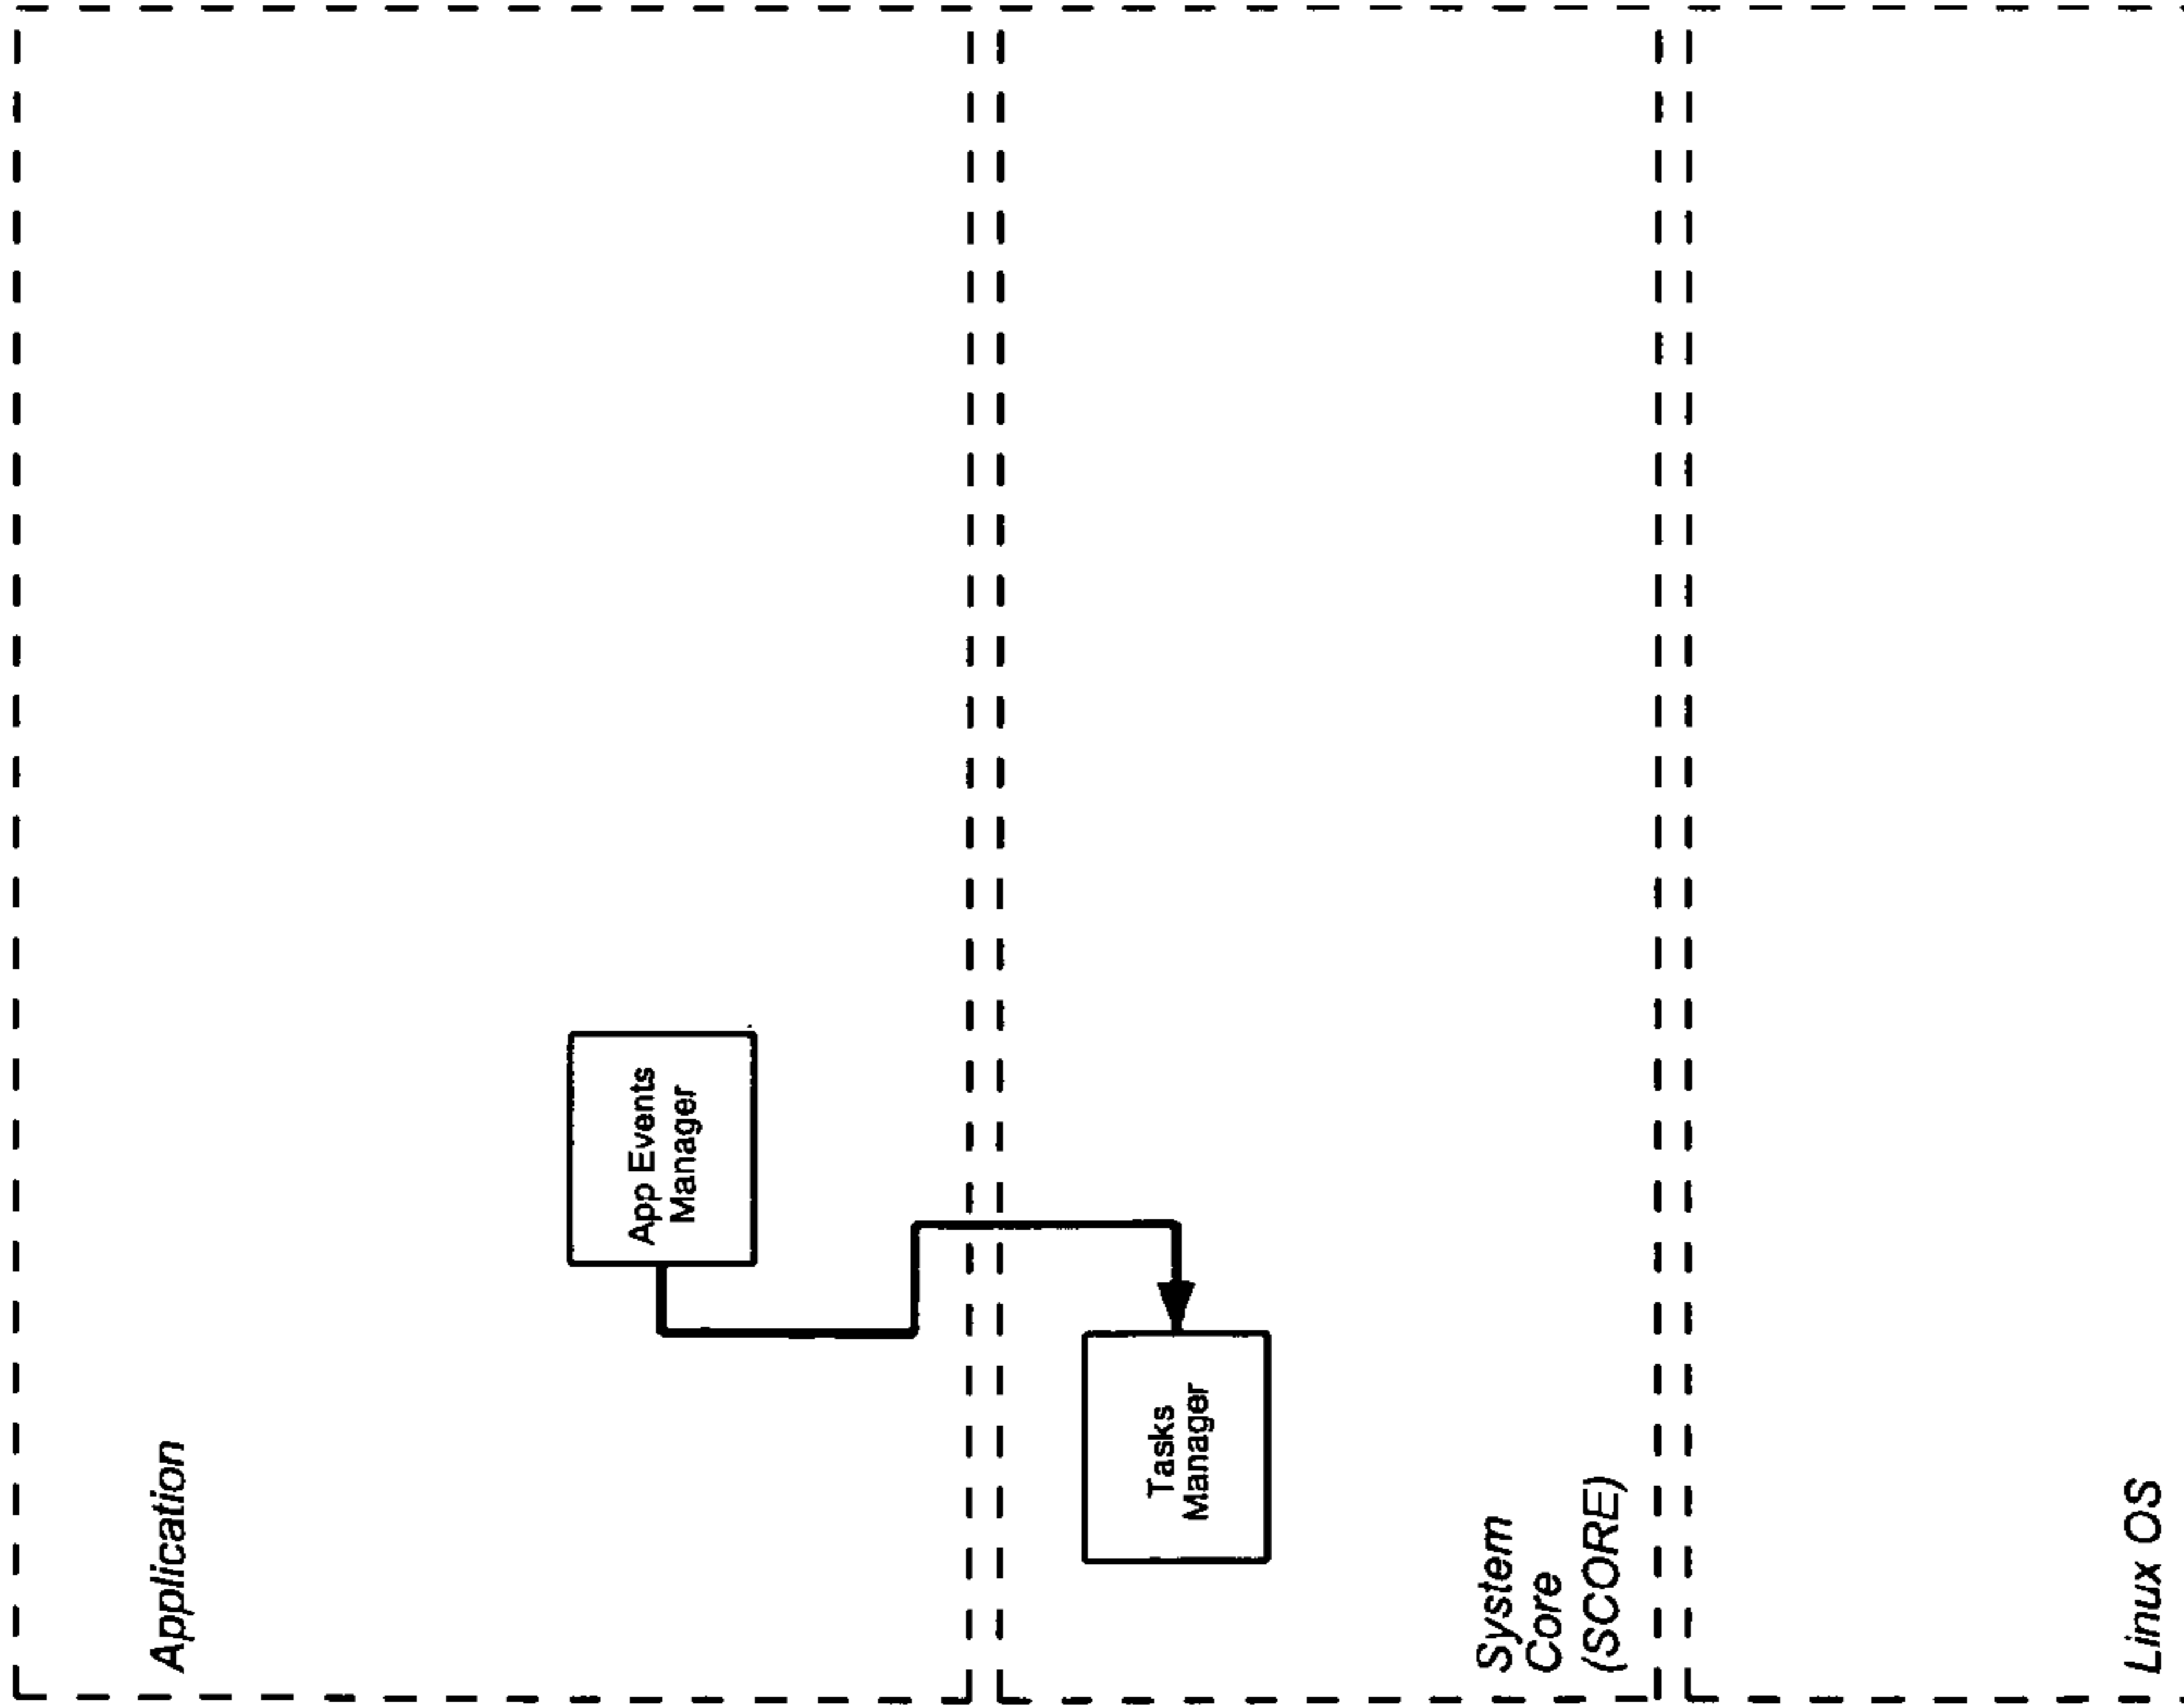 Application
App Events
Manager
Tasks
Manager
System
Core
(SCORE)
Linux OS